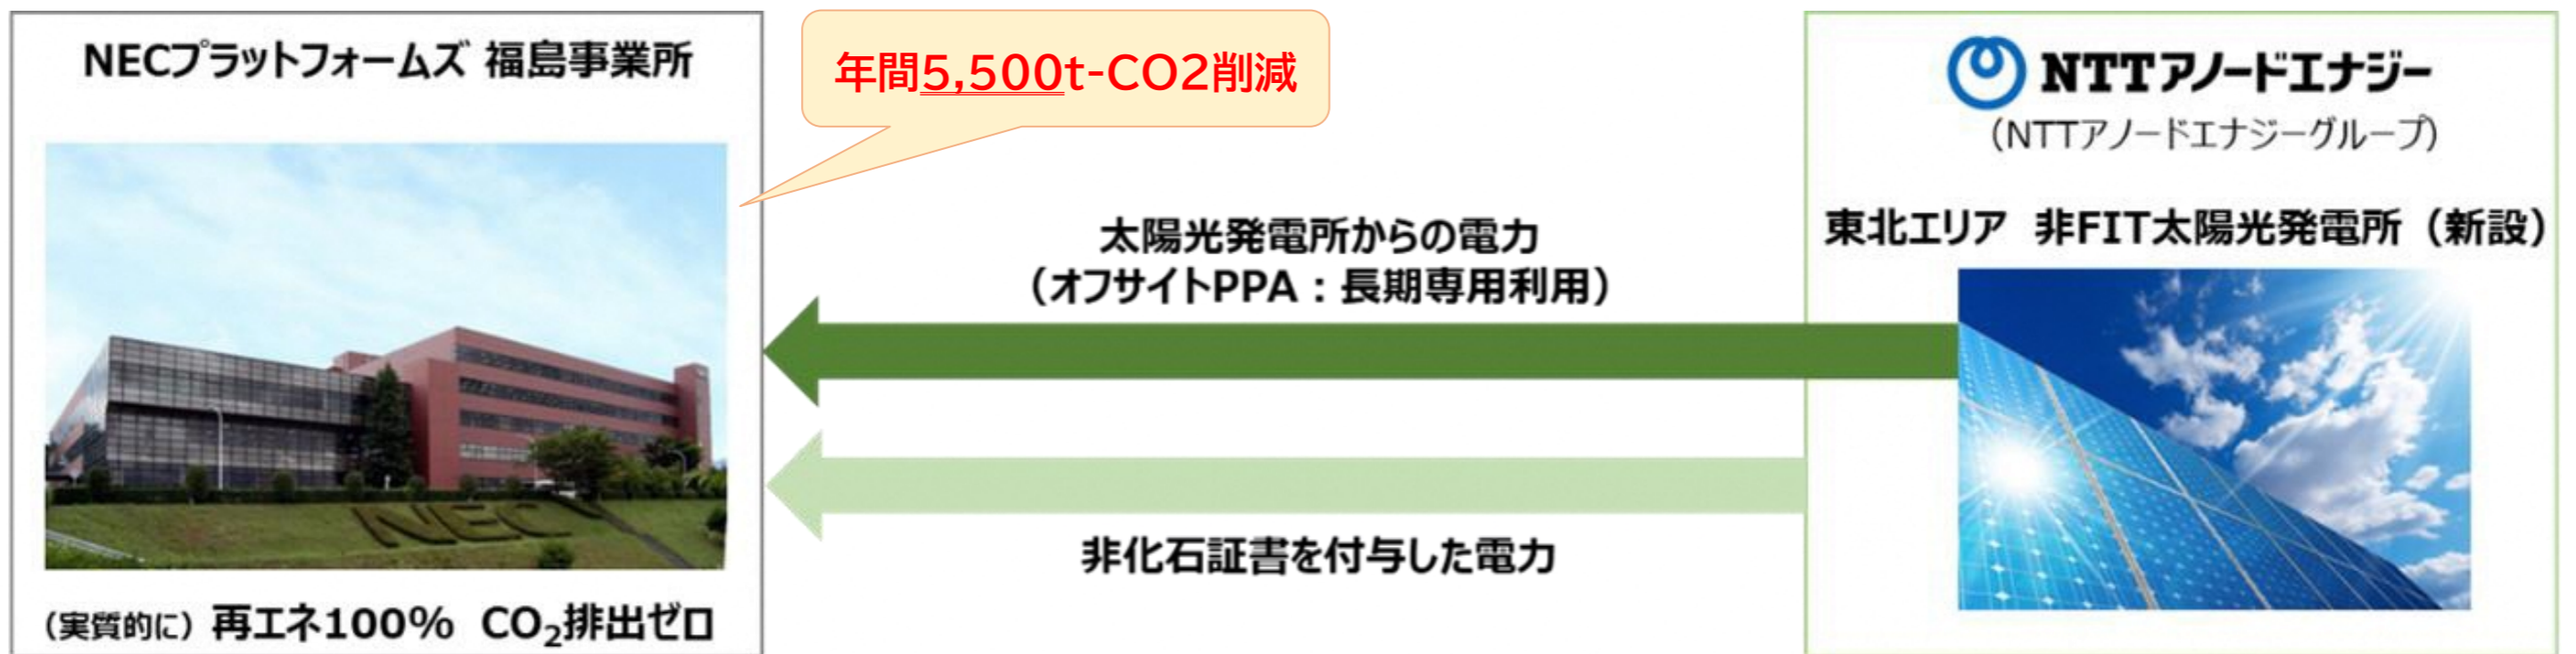 NECプラットフォームズ 福島事業所
年間5,500t-CO2削減
NTTアノードエナジー
（NTTアノードエナジーグループ）
東北エリア 非FIT太陽光発電所（新設）
太陽光発電所からの電力
（オフサイトPPA：長期専用利用）
非化石証書を付与した電力
NEC
（実質的に）再エネ100% CO₂排出ゼロ